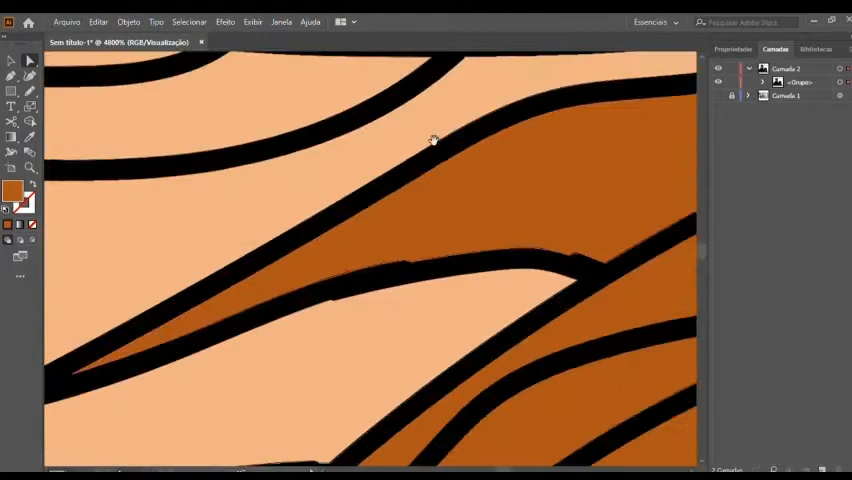 Ai Arquivo Editar Objeto Tipo Selecionar Efeito Exibir Janela Ajuda Essenciais Pesquisar Adobe Stock
Sem título-1* @ 4800% (RGB/Visualização) ×
Propriedades Camadas Bibliotecas
Camada 2
<Grupo>
Camada 1
2 Camadas